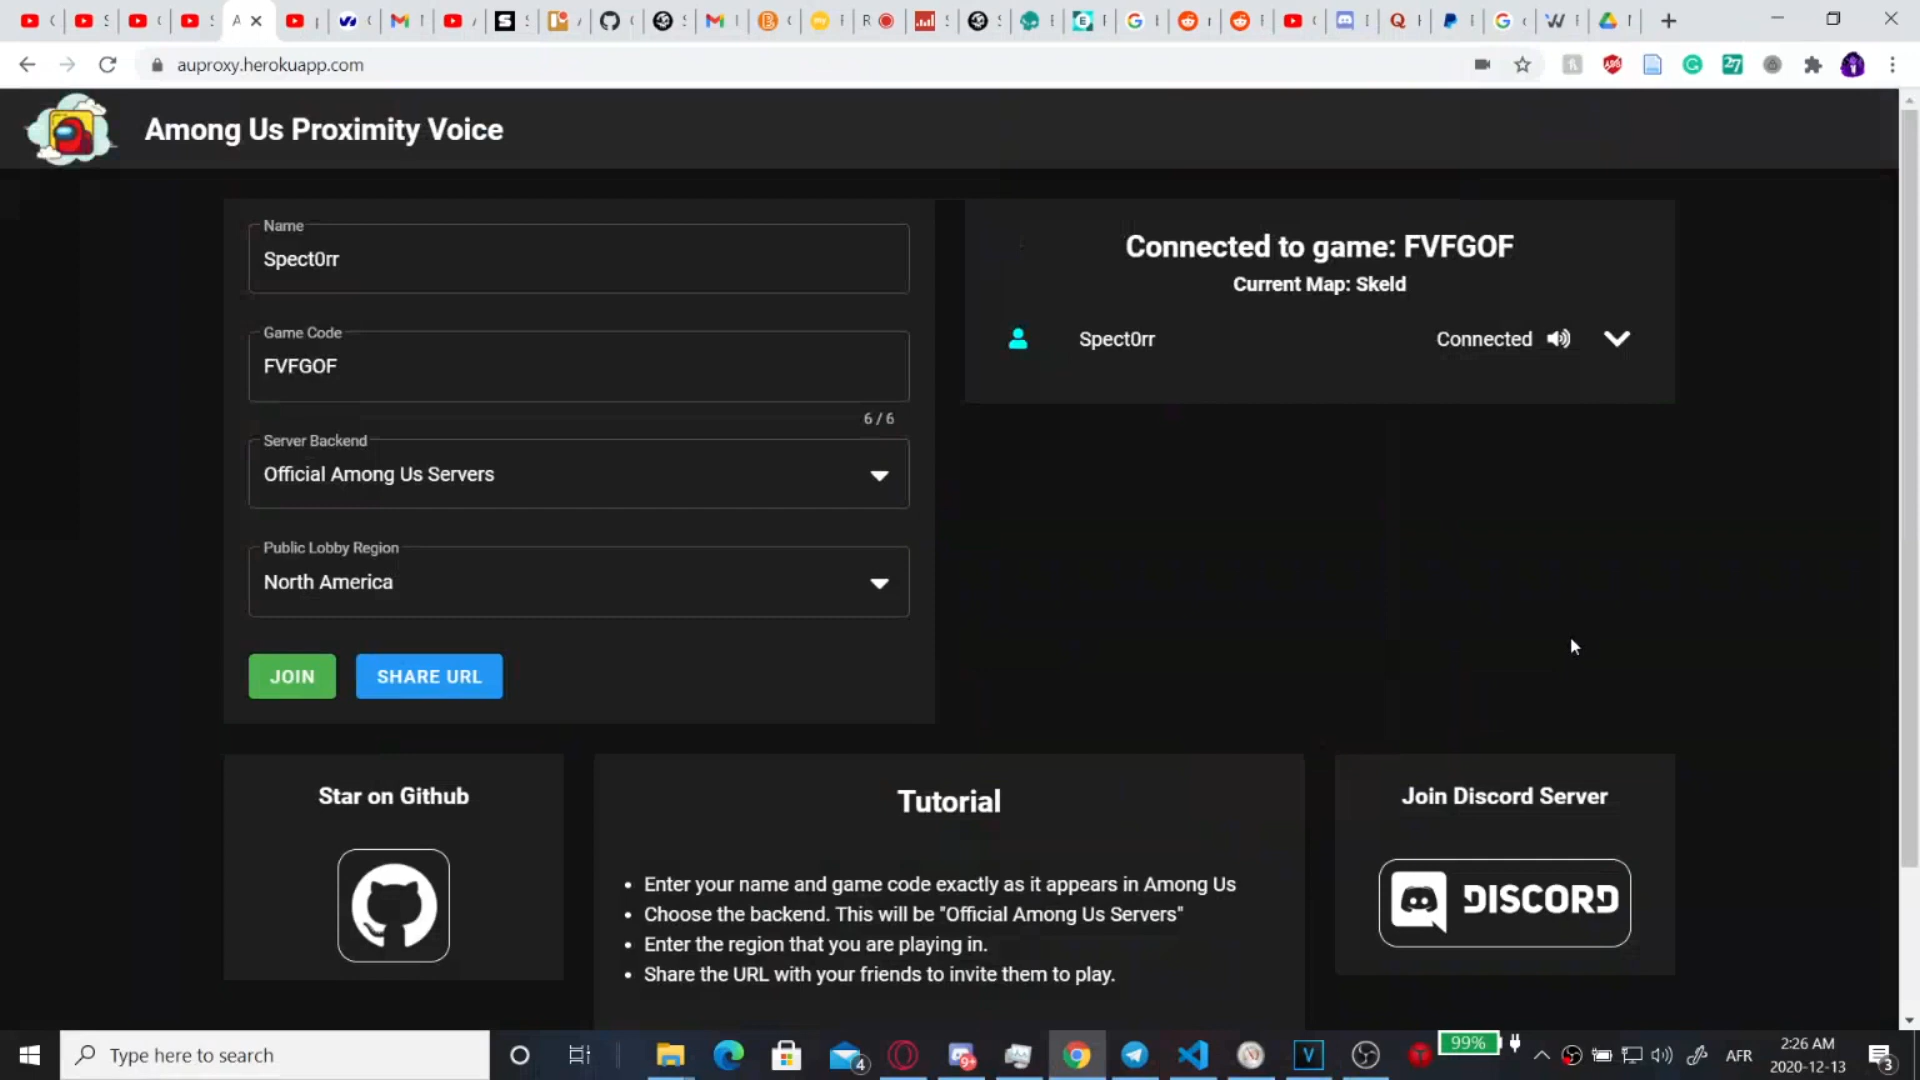 auproxy.herokuapp.com
Among Us Proximity Voice
Name
Spect0rr
Game Code
FVFGOF
6 / 6
Server Backend
Official Among Us Servers
Public Lobby Region
North America
JOIN
SHARE URL
Connected to game: FVFGOF
Current Map: Skeld
Spect0rr
Connected
Star on Github
Tutorial
• Enter your name and game code exactly as it appears in Among Us
• Choose the backend. This will be "Official Among Us Servers"
• Enter the region that you are playing in.
• Share the URL with your friends to invite them to play.
Join Discord Server
DISCORD
Type here to search
4
9+
99%
AFR
2:26 AM
2020-12-13
3